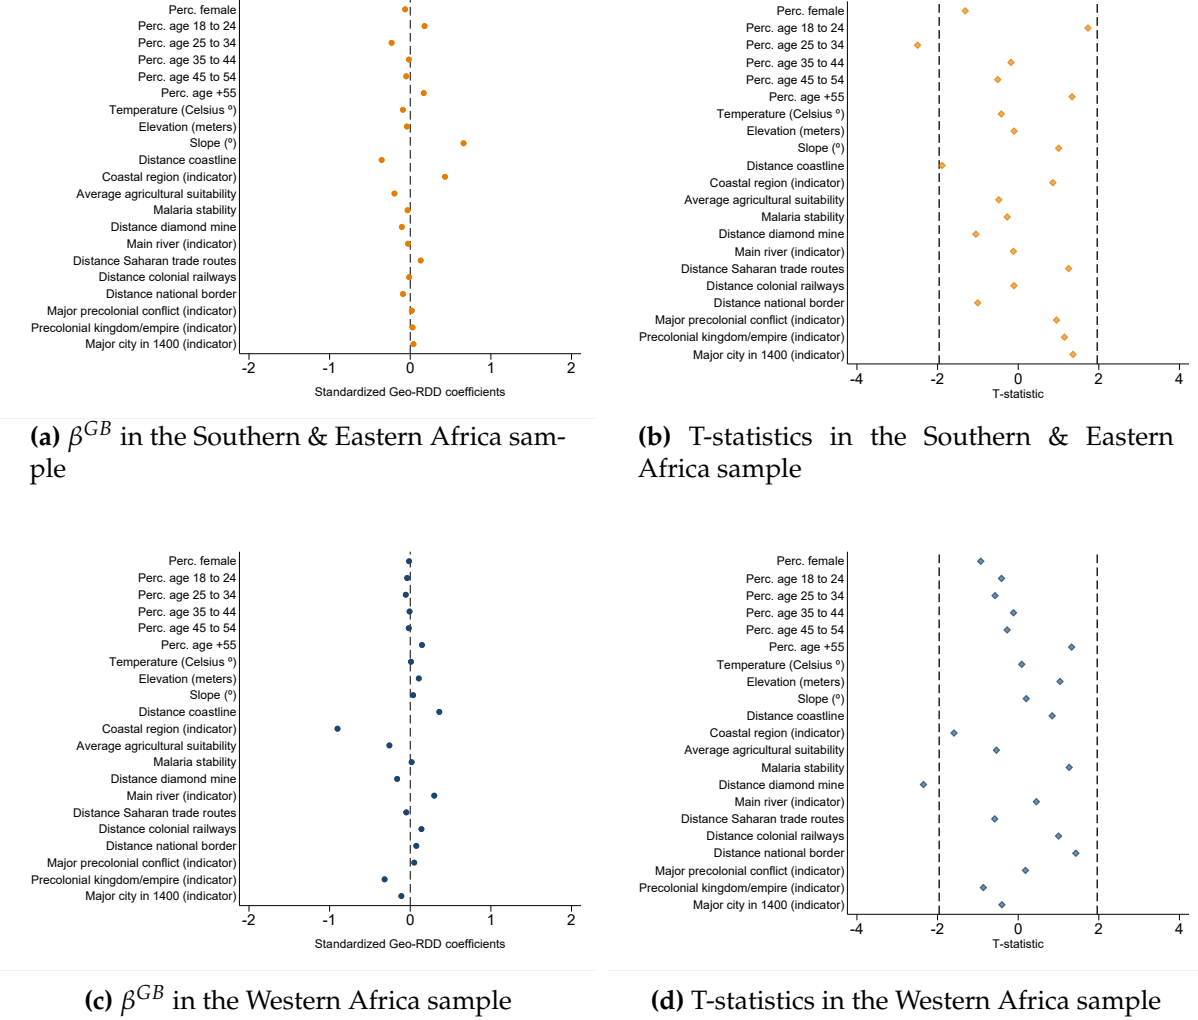 Perc. female
Perc. age 18 to 24
Perc. age 25 to 34
Perc. age 35 to 44
Perc. age 45 to 54
Perc. age +55
Temperature (Celsius º)
Elevation (meters)
Slope (º)
Distance coastline
Coastal region (indicator)
Average agricultural suitability
Malaria stability
Distance diamond mine
Main river (indicator)
Distance Saharan trade routes
Distance colonial railways
Distance national border
Major precolonial conflict (indicator)
Precolonial kingdom/empire (indicator)
Major city in 1400 (indicator)
-2 -1 0 1 2
Standardized Geo-RDD coefficients
(a) β^{GB} in the Southern & Eastern Africa sam-
ple
Perc. female
Perc. age 18 to 24
Perc. age 25 to 34
Perc. age 35 to 44
Perc. age 45 to 54
Perc. age +55
Temperature (Celsius º)
Elevation (meters)
Slope (º)
Distance coastline
Coastal region (indicator)
Average agricultural suitability
Malaria stability
Distance diamond mine
Main river (indicator)
Distance Saharan trade routes
Distance colonial railways
Distance national border
Major precolonial conflict (indicator)
Precolonial kingdom/empire (indicator)
Major city in 1400 (indicator)
-4 -2 0 2 4
T-statistic
(b) T-statistics in the Southern & Eastern
Africa sample
Perc. female
Perc. age 18 to 24
Perc. age 25 to 34
Perc. age 35 to 44
Perc. age 45 to 54
Perc. age +55
Temperature (Celsius º)
Elevation (meters)
Slope (º)
Distance coastline
Coastal region (indicator)
Average agricultural suitability
Malaria stability
Distance diamond mine
Main river (indicator)
Distance Saharan trade routes
Distance colonial railways
Distance national border
Major precolonial conflict (indicator)
Precolonial kingdom/empire (indicator)
Major city in 1400 (indicator)
-2 -1 0 1 2
Standardized Geo-RDD coefficients
(c) β^{GB} in the Western Africa sample
Perc. female
Perc. age 18 to 24
Perc. age 25 to 34
Perc. age 35 to 44
Perc. age 45 to 54
Perc. age +55
Temperature (Celsius º)
Elevation (meters)
Slope (º)
Distance coastline
Coastal region (indicator)
Average agricultural suitability
Malaria stability
Distance diamond mine
Main river (indicator)
Distance Saharan trade routes
Distance colonial railways
Distance national border
Major precolonial conflict (indicator)
Precolonial kingdom/empire (indicator)
Major city in 1400 (indicator)
-4 -2 0 2 4
T-statistic
(d) T-statistics in the Western Africa sample